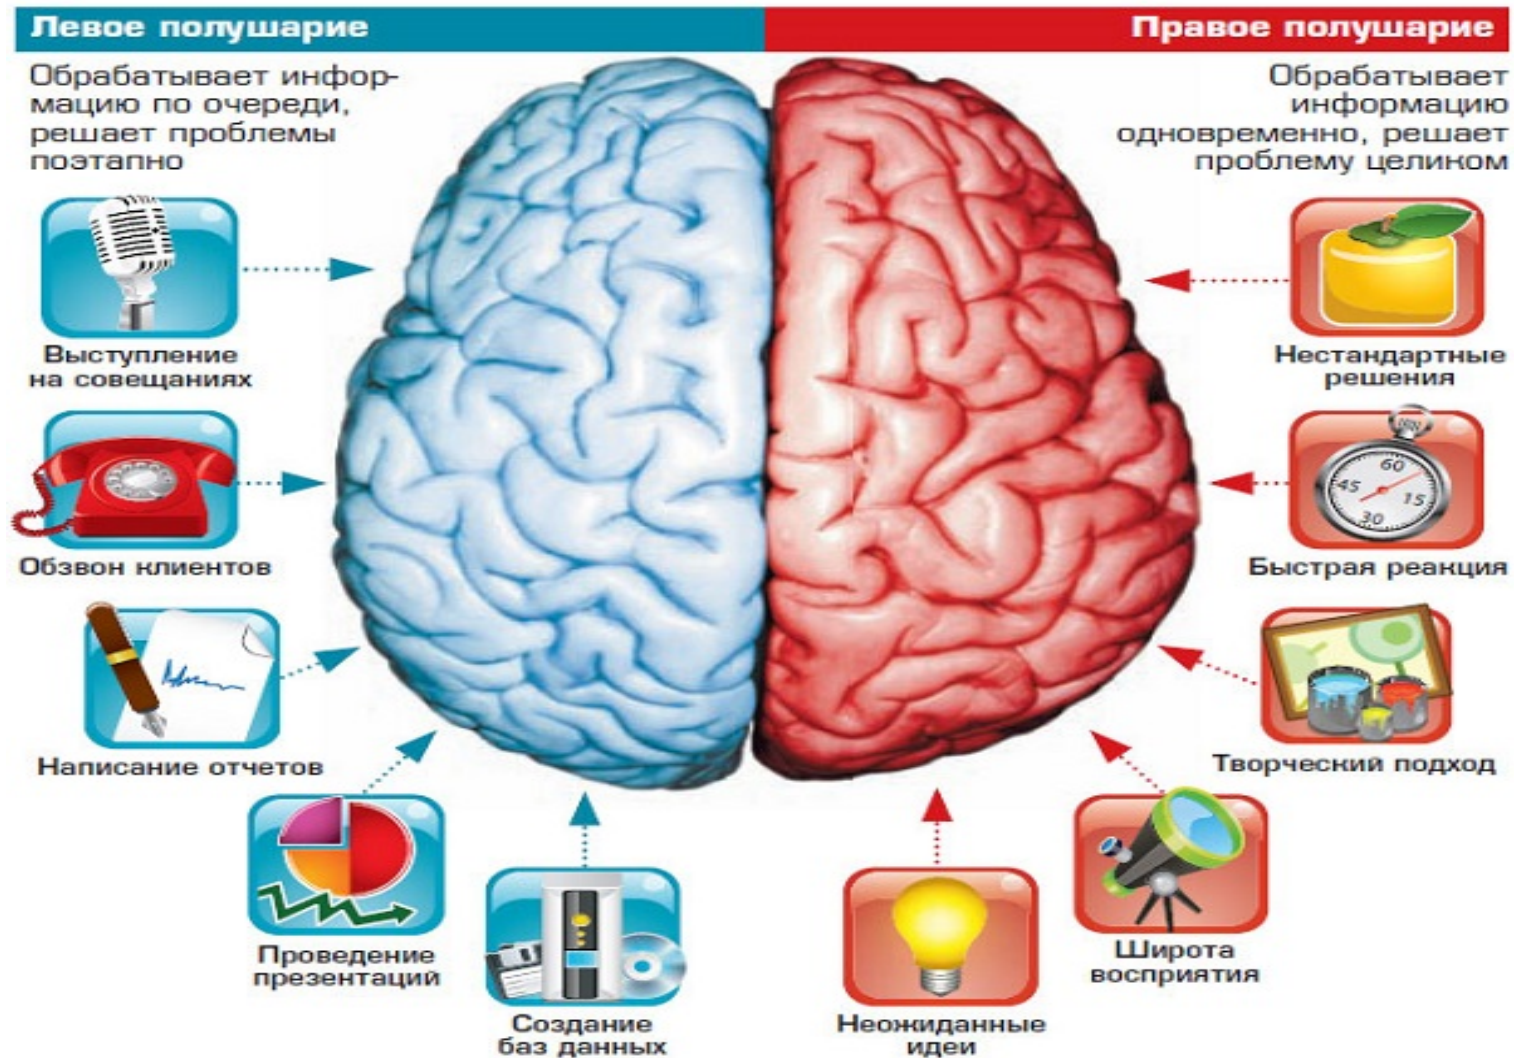 Левое полушарие
Правое полушарие
Обрабатывает инфор-
мацию по очереди,
решает проблемы
поэтапно
Обрабатывает
информацию
одновременно, решает
проблему целиком
Выступление
на совещаниях
Обзвон клиентов
Написание отчетов
Проведение
презентаций
Создание
баз данных
Нестандартные
решения
60
45
15
30
Быстрая реакция
Творческий подход
Широта
восприятия
Неожиданные
идеи